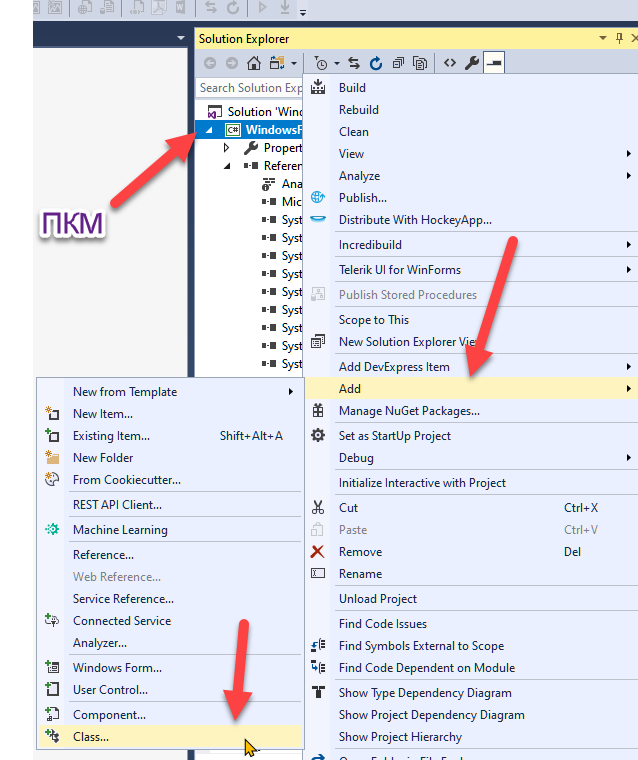 Solution Explorer
Search Solution Exp
Solution 'Wind
C# WindowsF
Propert
Referen
Ana
Mic
Syst
Syst
Syst
Syst
Syst
Syst
Syst
Syst
Syst
ПКМ
Build
Rebuild
Clean
View
Analyze
Publish...
Distribute With HockeyApp...
Incredibuild
Telerik UI for WinForms
Publish Stored Procedures
Scope to This
New Solution Explorer Vie
Add DevExpress Item
Add
Manage NuGet Packages...
Set as StartUp Project
Debug
Initialize Interactive with Project
Cut Ctrl+X
Paste Ctrl+V
Remove Del
Rename
Unload Project
Find Code Issues
Find Symbols External to Scope
Find Code Dependent on Module
Show Type Dependency Diagram
Show Project Dependency Diagram
Show Project Hierarchy
New from Template
New Item...
Existing Item... Shift+Alt+A
New Folder
From Cookiecutter...
REST API Client...
Machine Learning
Reference...
Web Reference...
Service Reference...
Connected Service
Analyzer...
Windows Form...
User Control...
Component...
Class...